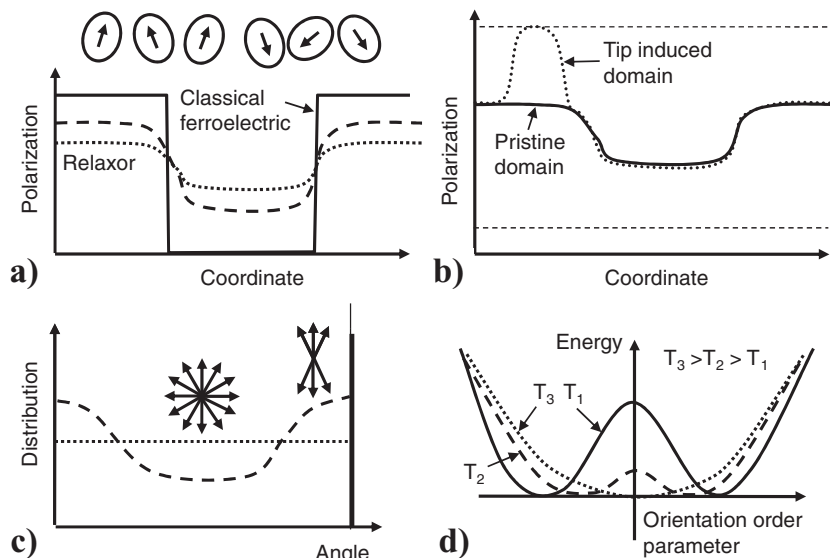 a)
Polarization
Classical
ferroelectric
Relaxor
Coordinate
b)
Polarization
Tip induced
domain
Pristine
domain
Coordinate
c)
Distribution
Angle
d)
Energy
T3 >T2 > T1
T3 T1
T2
Orientation order
parameter